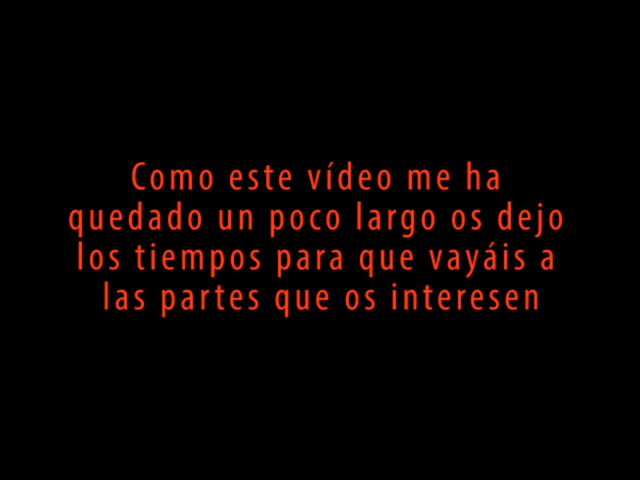 Como este vídeo me ha
quedado un poco largo os dejo
los tiempos para que vayáis a
las partes que os interesen